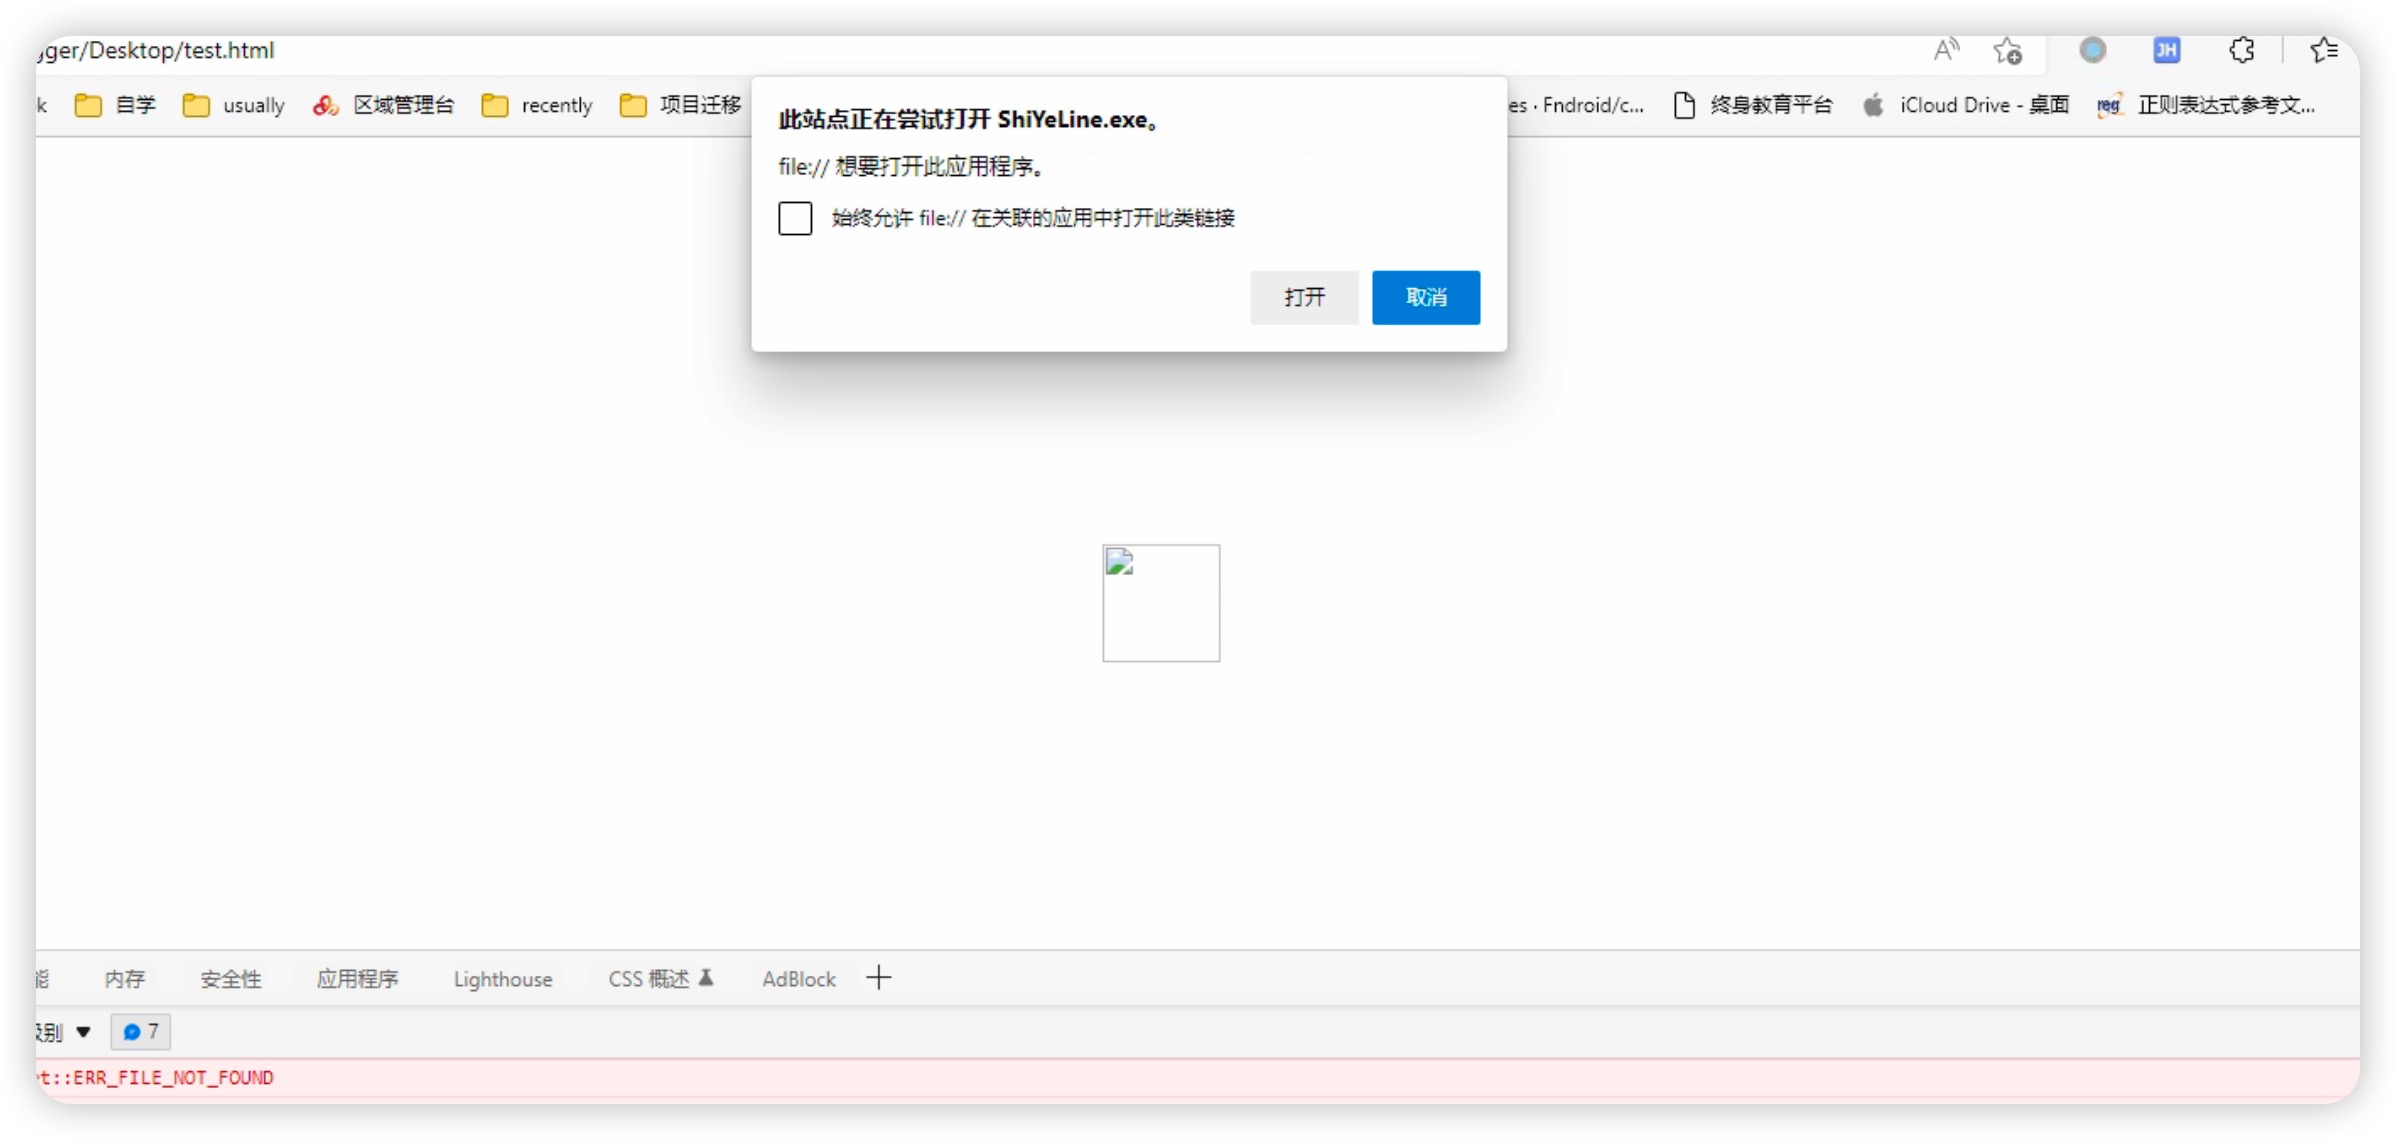 gger/Desktop/test.html
k 自学 usually 区域管理台 recently 项目迁移 es · Fndroid/c... 终身教育平台 iCloud Drive - 桌面 reg 正则表达式参考文...
JH
此站点正在尝试打开 ShiYeLine.exe。
file:// 想要打开此应用程序。
始终允许 file:// 在关联的应用中打开此类链接
打开 取消
能 内存 安全性 应用程序 Lighthouse CSS 概述 AdBlock
级别 7
t::ERR_FILE_NOT_FOUND